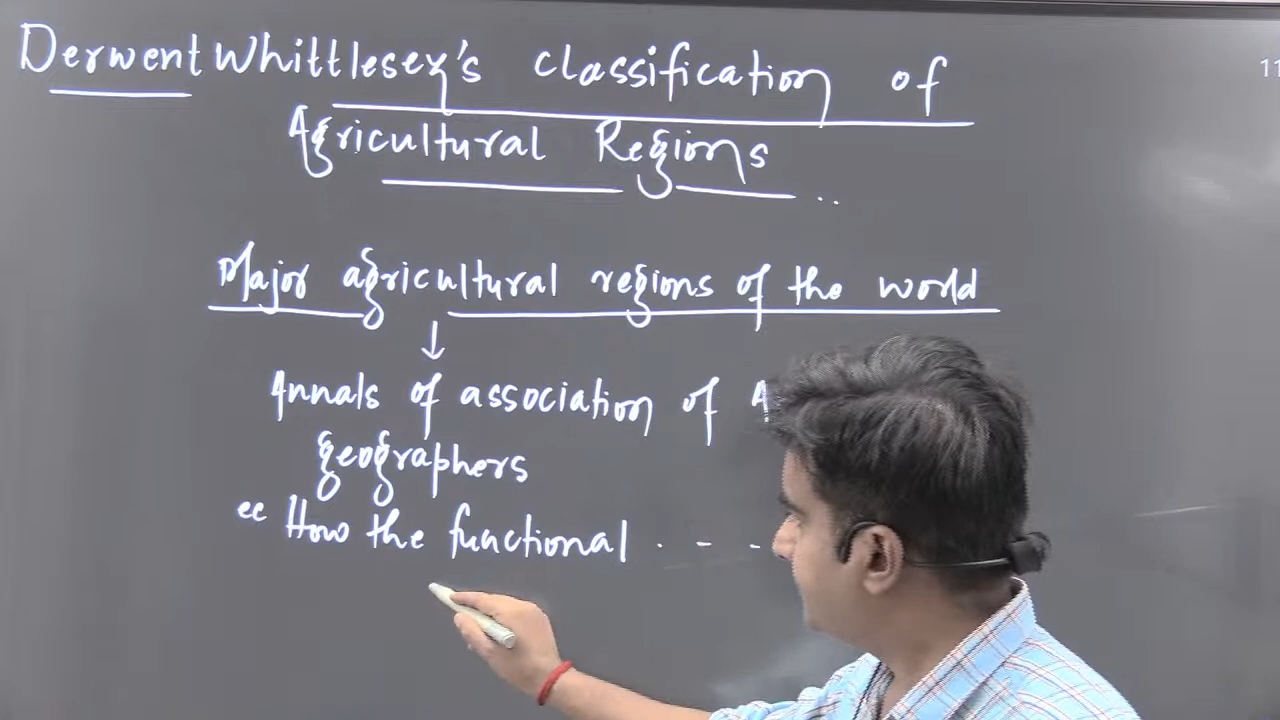 Derwent Whittlesey's classification of
Agricultural Regions ..
Major agricultural regions of the world
↓
Annals of association of
geographers
“ How the functional . - -
11